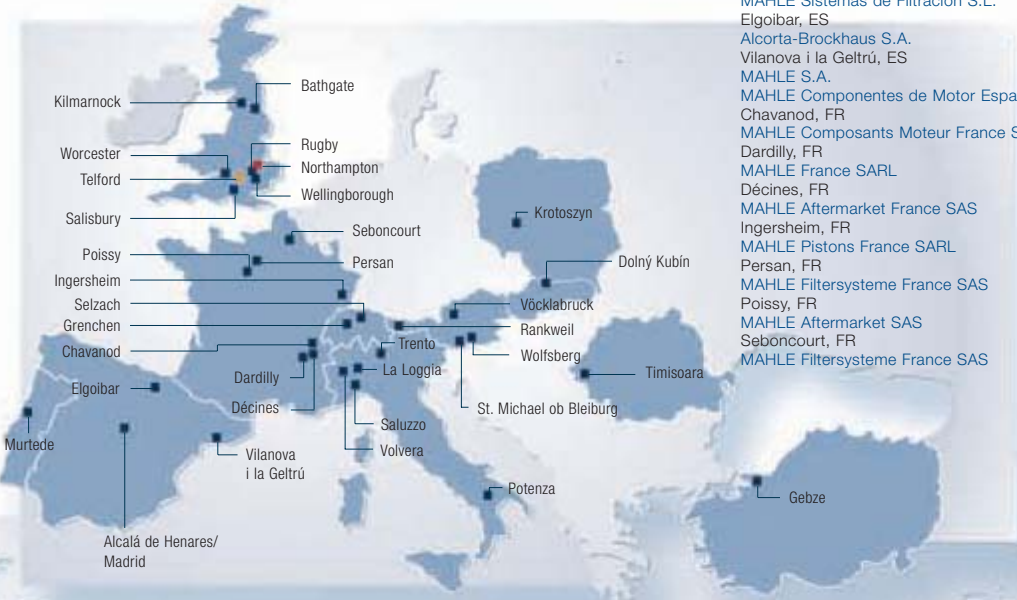 Kilmarnock
Bathgate
Worcester
Rugby
Telford
Northampton
Salisbury
Wellingborough
Seboncourt
Poissy
Persan
Ingersheim
Selzach
Grenchen
Chavanod
Dardilly
Décines
Elgoibar
Murtede
Vilanova
i la Geltrú
Alcalá de Henares/
Madrid
Krotoszyn
Dolný Kubín
Vöcklabruck
Rankweil
Wolfsberg
Trento
La Loggia
St. Michael ob Bleiburg
Saluzzo
Volvera
Potenza
Timisoara
Gebze
MAHLE Sistemas de Filtración S.L.
Elgoibar, ES
Alcorta-Brockhaus S.A.
Vilanova i la Geltrú, ES
MAHLE S.A.
MAHLE Componentes de Motor Espa
Chavanod, FR
MAHLE Composants Moteur France S
Dardilly, FR
MAHLE France SARL
Décines, FR
MAHLE Aftermarket France SAS
Ingersheim, FR
MAHLE Pistons France SARL
Persan, FR
MAHLE Filtersysteme France SAS
Poissy, FR
MAHLE Aftermarket SAS
Seboncourt, FR
MAHLE Filtersysteme France SAS